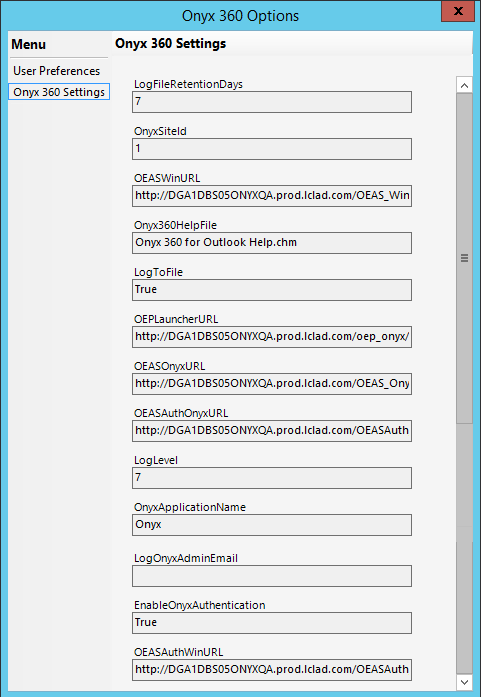 Onyx 360 Options
x
Menu
Onyx 360 Settings
User Preferences
Onyx 360 Settings
LogFileRetentionDays
7
OnyxSiteId
1
OEASWinURL
http://DGA1DBS05ONYXQA.prod.lclad.com/OEAS_Win
Onyx360HelpFile
Onyx 360 for Outlook Help.chm
LogToFile
True
OEPLauncherURL
http://DGA1DBS05ONYXQA.prod.lclad.com/oep_onyx/
OEASOnyxURL
http://DGA1DBS05ONYXQA.prod.lclad.com/OEAS_Ony
OEASAuthOnyxURL
http://DGA1DBS05ONYXQA.prod.lclad.com/OEASAuth
LogLevel
7
OnyxApplicationName
Onyx
LogOnyxAdminEmail
EnableOnyxAuthentication
True
OEASAuthWinURL
http://DGA1DBS05ONYXQA.prod.lclad.com/OEASAuth